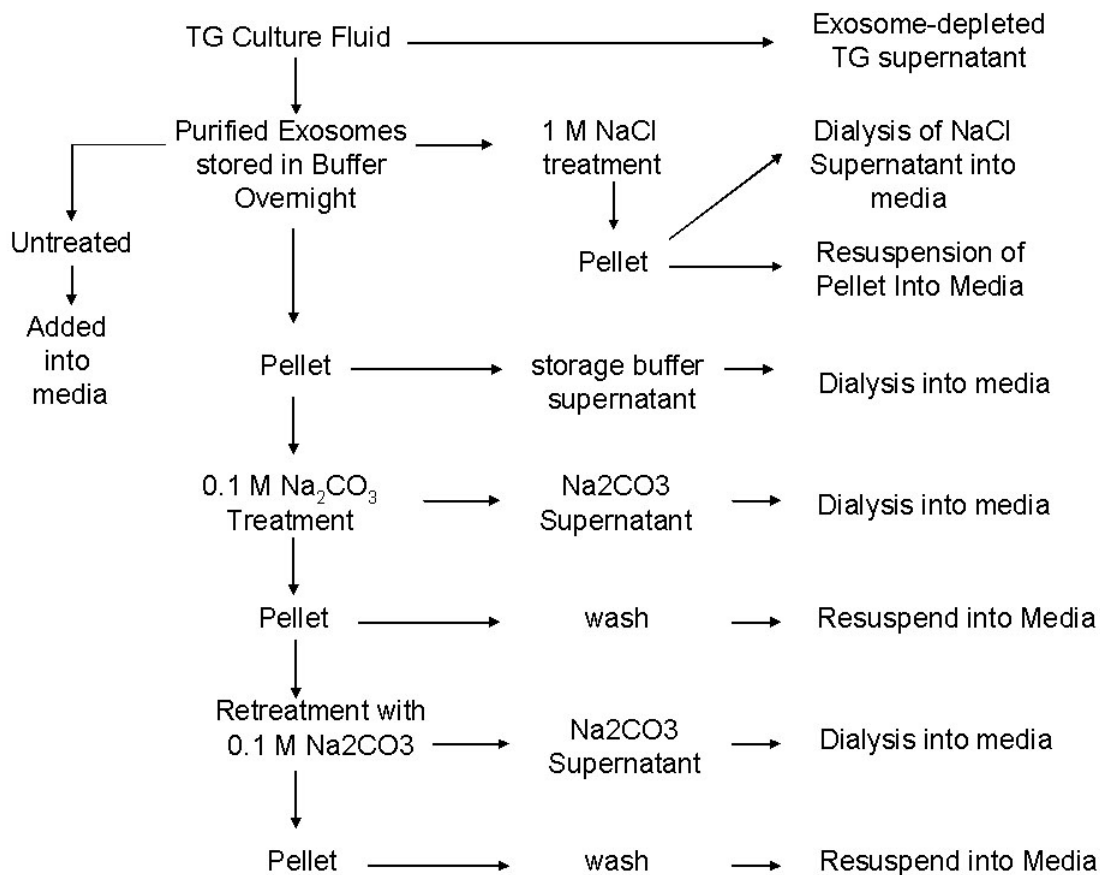 TG Culture Fluid
Exosome-depleted
TG supernatant
Purified Exosomes
stored in Buffer
Overnight
1 M NaCl
treatment
Dialysis of NaCl
Supernatant into
media
Untreated
Pellet
Resuspension of
Pellet Into Media
Added
into
media
Pellet
storage buffer
supernatant
Dialysis into media
0.1 M Na₂CO₃
Treatment
Na2CO3
Supernatant
Dialysis into media
Pellet
wash
Resuspend into Media
Retreatment with
0.1 M Na2CO3
Na2CO3
Supernatant
Dialysis into media
Pellet
wash
Resuspend into Media